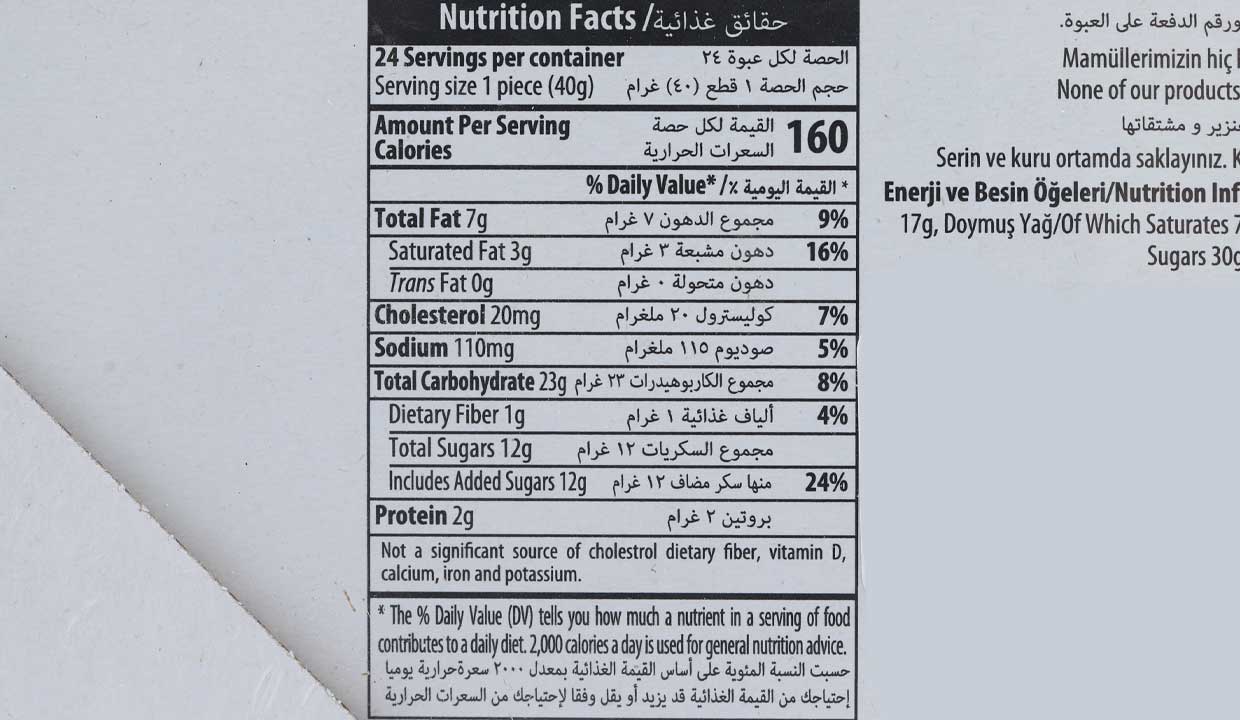 Nutrition Facts /حقائق غذائية
24 Servings per container الحصة لكل عبوة ٢٤
Serving size 1 piece (40g) حجم الحصة ١ قطع (٤٠) غرام
Amount Per Serving القيمة لكل حصة
Calories السعرات الحرارية 160
% Daily Value* /٪ القيمة اليومية *
Total Fat 7g مجموع الدهون ٧ غرام 9%
Saturated Fat 3g دهون مشبعة ٣ غرام 16%
Trans Fat 0g دهون متحولة ٠ غرام
Cholesterol 20mg كوليسترول ٢٠ ملغرام 7%
Sodium 110mg صوديوم ١١٥ ملغرام 5%
Total Carbohydrate 23g مجموع الكاربوهيدرات ٢٣ غرام 8%
Dietary Fiber 1g ألياف غذائية ١ غرام 4%
Total Sugars 12g مجموع السكريات ١٢ غرام
Includes Added Sugars 12g منها سكر مضاف ١٢ غرام 24%
Protein 2g بروتين ٢ غرام
Not a significant source of cholestrol dietary fiber, vitamin D,
calcium, iron and potassium.
* The % Daily Value (DV) tells you how much a nutrient in a serving of food
contributes to a daily diet. 2,000 calories a day is used for general nutrition advice.
حسبت النسبة المئوية على أساس القيمة الغذائية بمعدل ٢٠٠٠ سعرةحرارية يوميا
إحتياجك من القيمة الغذائية قد يزيد أو يقل وفقا لإحتياجك من السعرات الحرارية
ورقم الدفعة على العبوة.
Mamüllerimizin hiç
None of our products
و مشتقاتها
Serin ve kuru ortamda saklayınız.
Enerji ve Besin Öğeleri/Nutrition
17g, Doymuş Yağ/Of Which Saturates
Sugars 30g